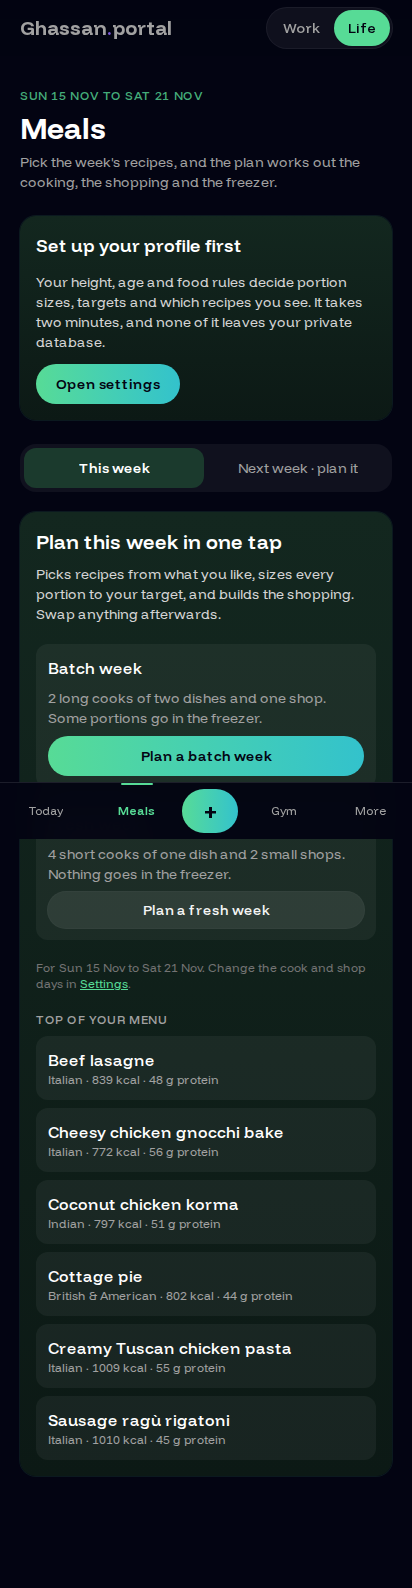 Ghassan.portal
Work
Life
SUN 15 NOV TO SAT 21 NOV
Meals
Pick the week's recipes, and the plan works out the
cooking, the shopping and the freezer.
Set up your profile first
Your height, age and food rules decide portion
sizes, targets and which recipes you see. It takes
two minutes, and none of it leaves your private
database.
Open settings
This week
Next week · plan it
Plan this week in one tap
Picks recipes from what you like, sizes every
portion to your target, and builds the shopping.
Swap anything afterwards.
Batch week
2 long cooks of two dishes and one shop.
Some portions go in the freezer.
Plan a batch week
Today
Meals
+
Gym
More
4 short cooks of one dish and 2 small shops.
Nothing goes in the freezer.
Plan a fresh week
For Sun 15 Nov to Sat 21 Nov. Change the cook and shop
days in Settings.
TOP OF YOUR MENU
Beef lasagne
Italian · 839 kcal · 48 g protein
Cheesy chicken gnocchi bake
Italian · 772 kcal · 56 g protein
Coconut chicken korma
Indian · 797 kcal · 51 g protein
Cottage pie
British & American · 802 kcal · 44 g protein
Creamy Tuscan chicken pasta
Italian · 1009 kcal · 55 g protein
Sausage ragù rigatoni
Italian · 1010 kcal · 45 g protein